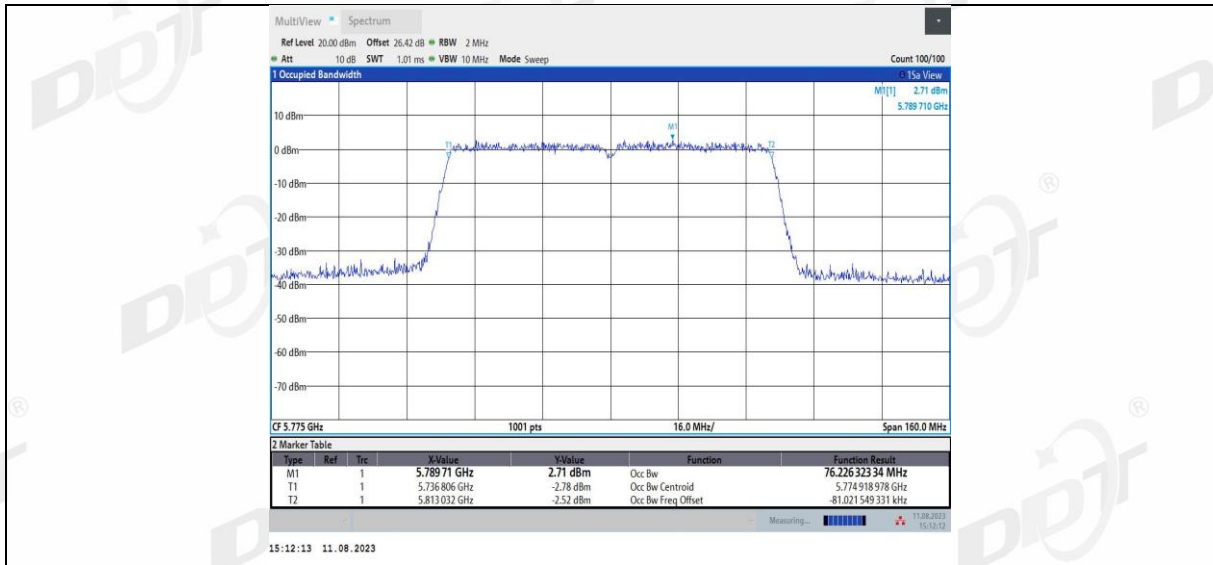 MultiView Spectrum
Ref Level 20.00 dBm Offset 26.42 dB RBW 2 MHz
Att 10 dB SWT 1.01 ms VBW 10 MHz Mode Sweep Count 100/100
1 Occupied Bandwidth 1Sa View
M1[1] 2.71 dBm
5.789 710 GHz
10 dBm
M1
T1 T2
0 dBm
-10 dBm
-20 dBm
-30 dBm
-40 dBm
-50 dBm
-60 dBm
-70 dBm
CF 5.775 GHz 1001 pts 16.0 MHz/ Span 160.0 MHz
2 Marker Table
Type Ref Trc X-Value Y-Value Function Function Result
M1 1 5.789 71 GHz 2.71 dBm Occ Bw 76.226 323 34 MHz
T1 1 5.736 806 GHz -2.78 dBm Occ Bw Centroid 5.774 918 978 GHz
T2 1 5.813 032 GHz -2.52 dBm Occ Bw Freq Offset -81.021 549 331 kHz
Measuring... 11.08.2023
15:12:12
15:12:13 11.08.2023
DDT